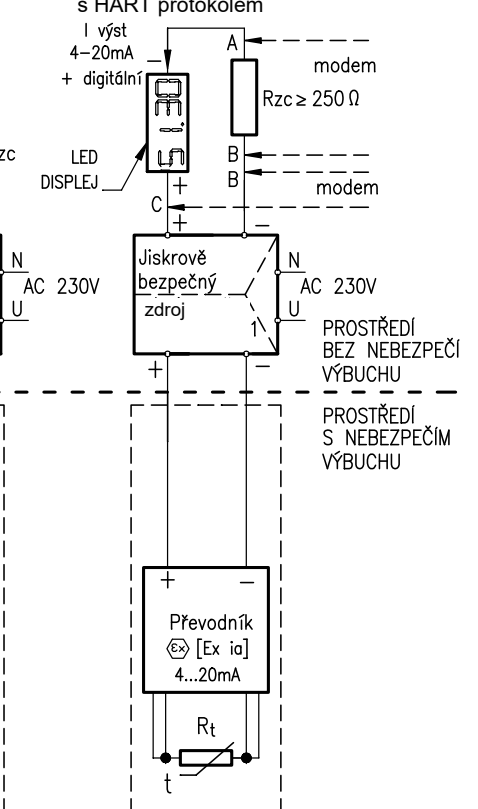 s HART protokolem
I výst
4–20mA
+ digitální
–
A
modem
Rzc ≥ 250 Ω
zc
LED
DISPLEJ
B
B
modem
+
C
+
–
Jiskrově
bezpečný
zdroj
1
N
AC 230V
U
N
AC 230V
U
+
–
PROSTŘEDÍ
BEZ NEBEZPEČÍ
VÝBUCHU
PROSTŘEDÍ
S NEBEZPEČÍM
VÝBUCHU
+
–
Převodník
εx [Ex ia]
4...20mA
Rt
t